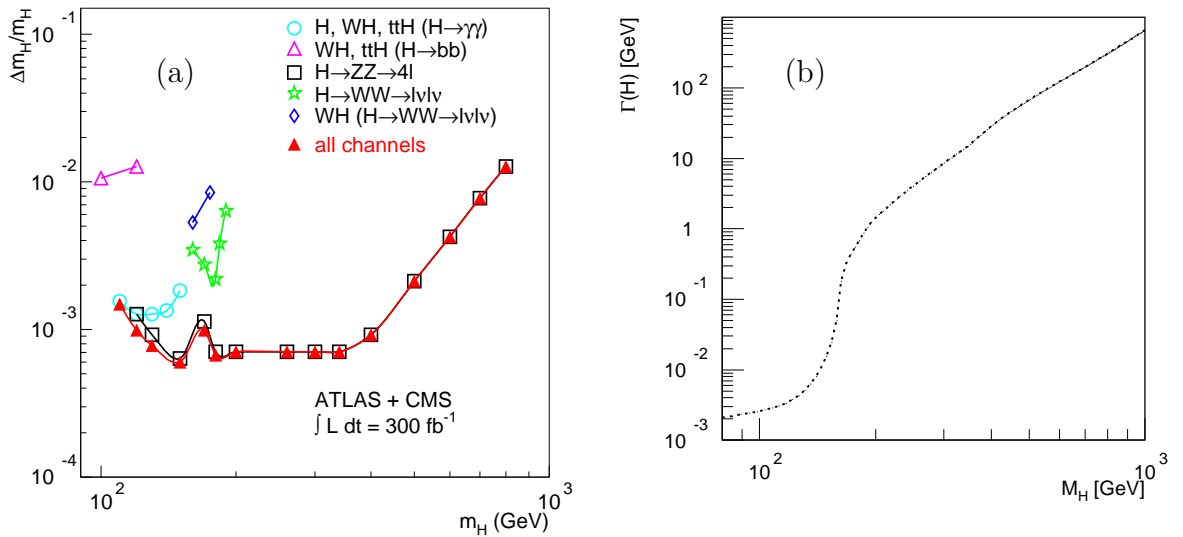 Δm_H/m_H
10^-1
10^-2
10^-3
10^-4
(a)
H, WH, ttH (H→γγ)
WH, ttH (H→bb)
H→ZZ→4l
H→WW→lνlν
WH (H→WW→lνlν)
all channels
ATLAS + CMS
∫ L dt = 300 fb^-1
10^2
10^3
m_H (GeV)
Γ(H) [GeV]
(b)
10^2
10
1
10^-1
10^-2
10^-3
10^2
10^3
M_H [GeV]